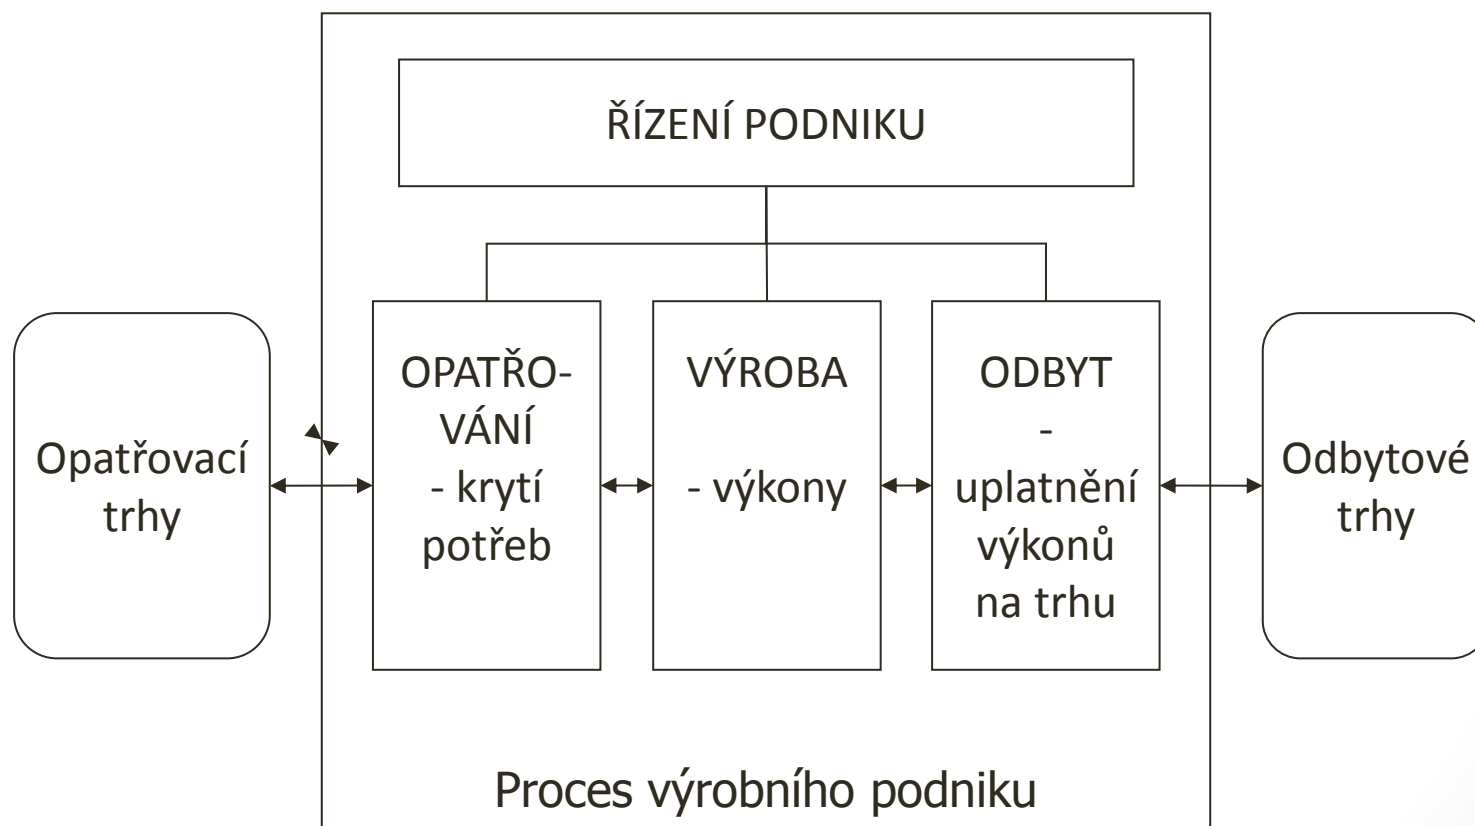 ŘÍZENÍ PODNIKU
Opatřovací
trhy
OPATŘO-
VÁNÍ
- krytí
potřeb
VÝROBA
- výkony
ODBYT
-
uplatnění
výkonů
na trhu
Odbytové
trhy
Proces výrobního podniku